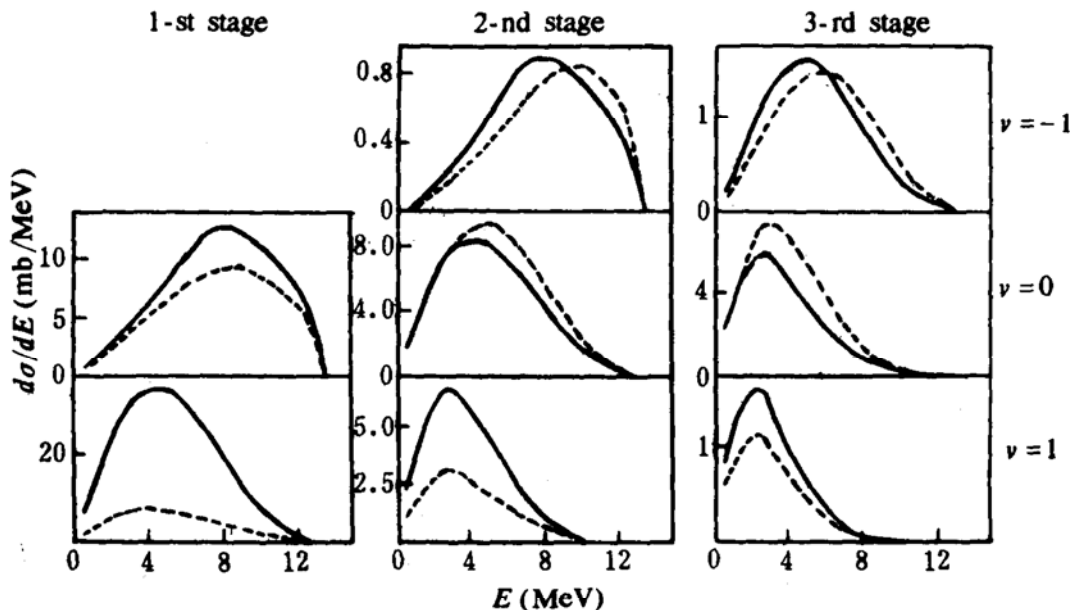 1-st stage 2-nd stage 3-rd stage
0.8
0.4
0
1
0
ν = −1
10
5
0
8.0
4.0
0
4
0
ν = 0
20
5.0
2.5
1
ν = 1
0 4 8 12 0 4 8 12 0 4 8 12
E (MeV)
dσ/dE (mb/MeV)